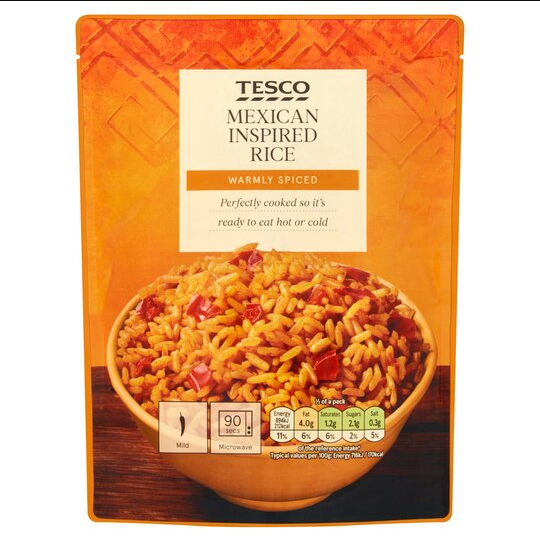 TESCO
MEXICAN
INSPIRED
RICE
WARMLY SPICED
Perfectly cooked so it's
ready to eat hot or cold
Mild
90
secs
Microwave
½ of a pack
Energy Fat Saturates Sugars Salt
894kJ 4.0g 1.2g 2.1g 0.3g
212kcal
11% 6% 6% 2% 5%
of the reference intake*
Typical values per 100g: Energy 716kJ / 170kcal